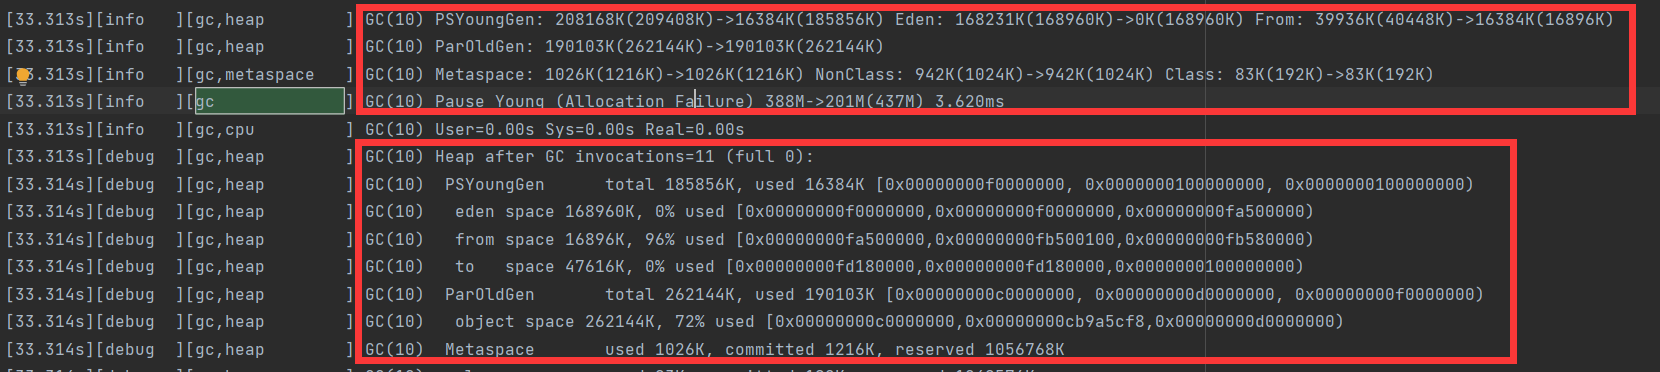 [33.313s][info   ][gc,heap        ] GC(10) PSYoungGen: 208168K(209408K)->16384K(185856K) Eden: 168231K(168960K)->0K(168960K) From: 39936K(40448K)->16384K(16896K)
[33.313s][info   ][gc,heap        ] GC(10) ParOldGen: 190103K(262144K)->190103K(262144K)
3.313s][info   ][gc,metaspace   ] GC(10) Metaspace: 1026K(1216K)->1026K(1216K) NonClass: 942K(1024K)->942K(1024K) Class: 83K(192K)->83K(192K)
[33.313s][info   ][gc             ] GC(10) Pause Young (Allocation Failure) 388M->201M(437M) 3.620ms
[33.313s][info   ][gc,cpu         ] GC(10) User=0.00s Sys=0.00s Real=0.00s
[33.313s][debug  ][gc,heap        ] GC(10) Heap after GC invocations=11 (full 0):
[33.314s][debug  ][gc,heap        ] GC(10)  PSYoungGen      total 185856K, used 16384K [0x00000000f0000000, 0x0000000100000000, 0x0000000100000000)
[33.314s][debug  ][gc,heap        ] GC(10)   eden space 168960K, 0% used [0x00000000f0000000,0x00000000f0000000,0x00000000fa500000)
[33.314s][debug  ][gc,heap        ] GC(10)   from space 16896K, 96% used [0x00000000fa500000,0x00000000fb500100,0x00000000fb580000)
[33.314s][debug  ][gc,heap        ] GC(10)   to   space 47616K, 0% used [0x00000000fd180000,0x00000000fd180000,0x0000000100000000)
[33.314s][debug  ][gc,heap        ] GC(10)  ParOldGen       total 262144K, used 190103K [0x00000000c0000000, 0x00000000d0000000, 0x00000000f0000000)
[33.314s][debug  ][gc,heap        ] GC(10)   object space 262144K, 72% used [0x00000000c0000000,0x00000000cb9a5cf8,0x00000000d0000000)
[33.314s][debug  ][gc,heap        ] GC(10)  Metaspace       used 1026K, committed 1216K, reserved 1056768K